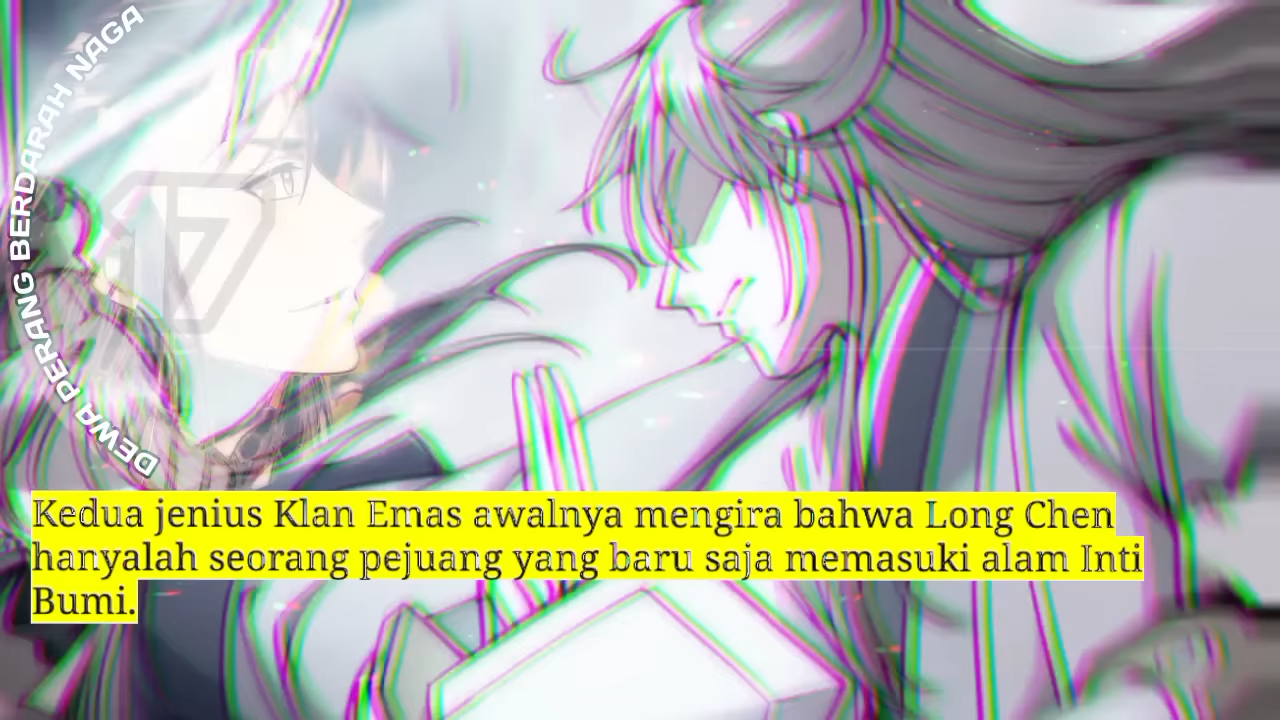 DEWA PERANG BERDARAH NAGA
17
Kedua jenius Klan Emas awalnya mengira bahwa Long Chen
hanyalah seorang pejuang yang baru saja memasuki alam Inti
Bumi.